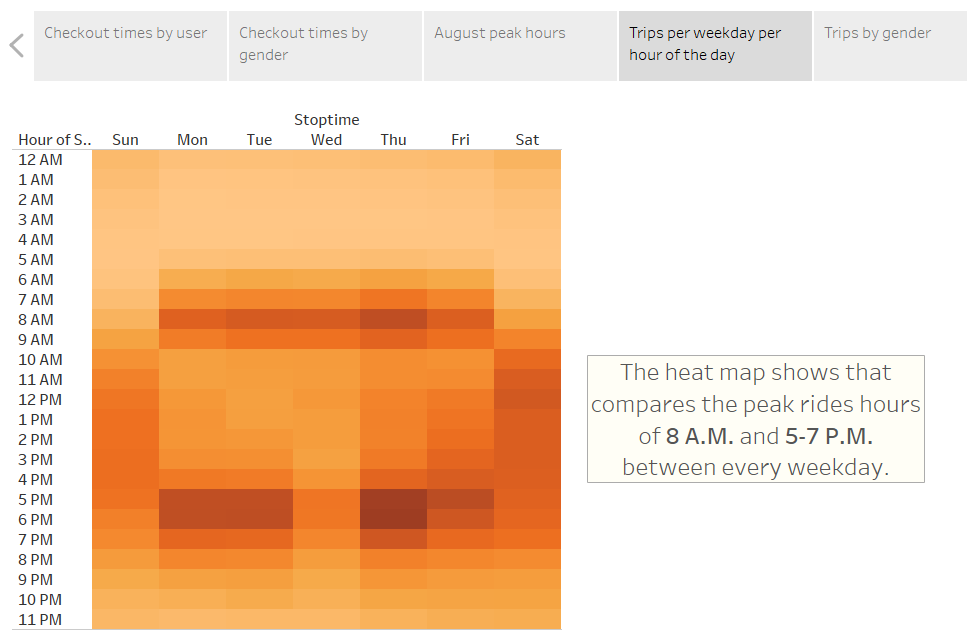 Checkout times by user
Checkout times by
gender
August peak hours
Trips per weekday per
hour of the day
Trips by gender
Stoptime
Hour of S.. Sun Mon Tue Wed Thu Fri Sat
12 AM
1 AM
2 AM
3 AM
4 AM
5 AM
6 AM
7 AM
8 AM
9 AM
10 AM
11 AM
12 PM
1 PM
2 PM
3 PM
4 PM
5 PM
6 PM
7 PM
8 PM
9 PM
10 PM
11 PM
The heat map shows that
compares the peak rides hours
of 8 A.M. and 5-7 P.M.
between every weekday.